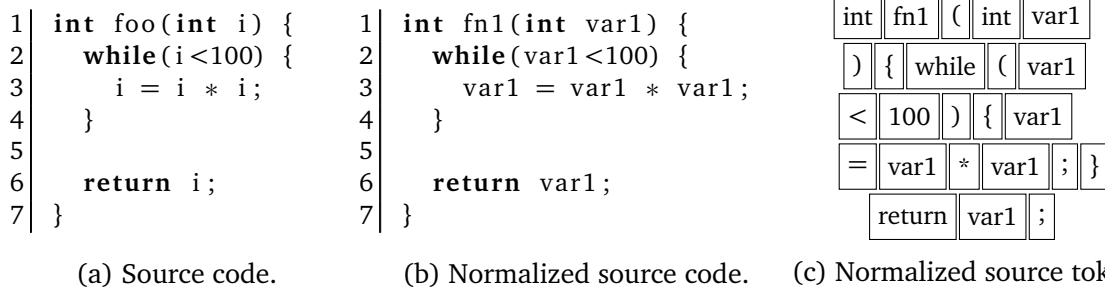 1 int foo(int i) {
2 while(i<100) {
3 i = i * i;
4 }
5
6 return i;
7 }
(a) Source code.
1 int fn1(int var1) {
2 while(var1<100) {
3 var1 = var1 * var1;
4 }
5
6 return var1;
7 }
(b) Normalized source code.
int fn1 ( int var1
) { while ( var1
< 100 ) { var1
= var1 * var1 ; }
return var1 ;
(c) Normalized source tok